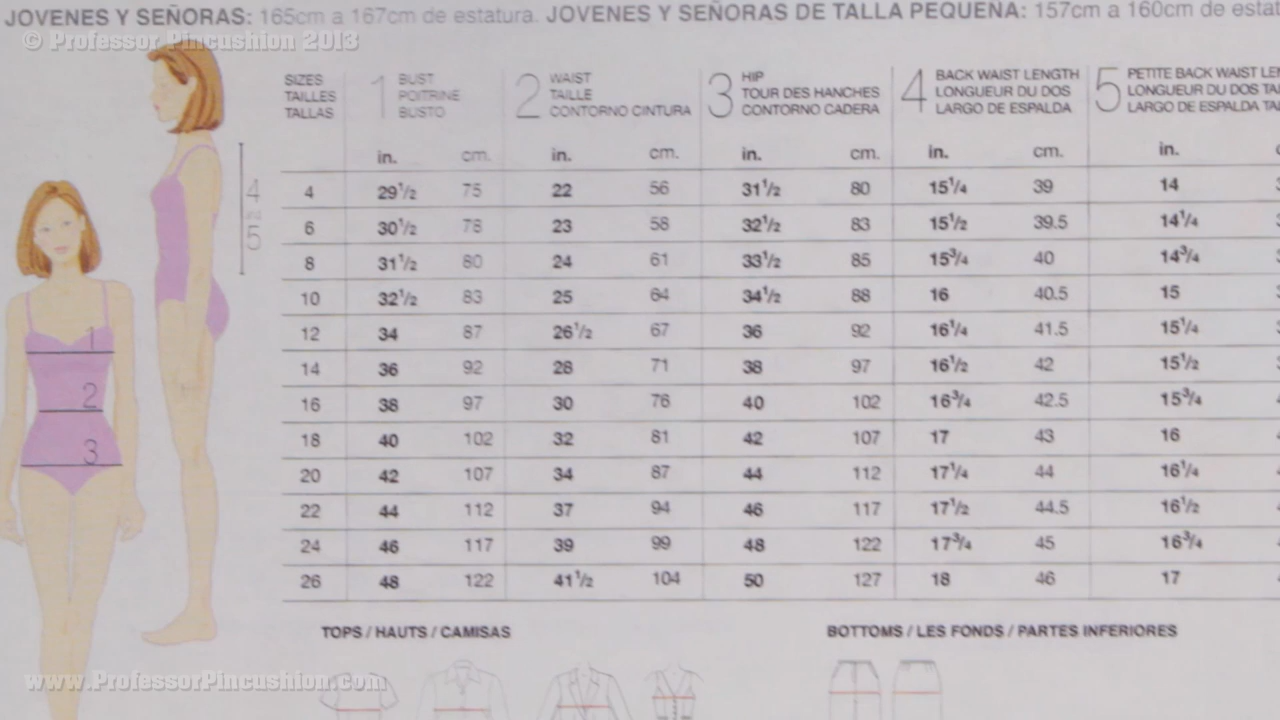 JOVENES Y SEÑORAS: 165cm a 167cm de estatura. JOVENES Y SEÑORAS DE TALLA PEQUEÑA: 157cm a 160cm de
© Professor Pincushion 2013
SIZES 1 BUST 2 WAIST 3 HIP 4 BACK WAIST LENGTH 5 PETITE BACK WAIST
TAILLES POITRINE TAILLE TOUR DES HANCHES LONGUEUR DU DOS LONGUEUR DU DOS
TALLAS BUSTO CONTORNO CINTURA CONTORNO CADERA LARGO DE ESPALDA LARGO DE ESPALDA
in. cm. in. cm. in. cm. in. cm. in.
4 29½ 75 22 56 31½ 80 15¼ 39 14
6 30½ 78 23 58 32½ 83 15½ 39.5 14¼
8 31½ 80 24 61 33½ 85 15¾ 40 14¾
10 32½ 83 25 64 34½ 88 16 40.5 15
12 34 87 26½ 67 36 92 16¼ 41.5 15¼
14 36 92 28 71 38 97 16½ 42 15½
16 38 97 30 76 40 102 16¾ 42.5 15¾
18 40 102 32 81 42 107 17 43 16
20 42 107 34 87 44 112 17¼ 44 16¼
22 44 112 37 94 46 117 17½ 44.5 16½
24 46 117 39 99 48 122 17¾ 45 16¾
26 48 122 41½ 104 50 127 18 46 17
4
5
1
2
3
TOPS / HAUTS / CAMISAS BOTTOMS / LES FONDS / PARTES INFERIORES
www.ProfessorPincushion.com